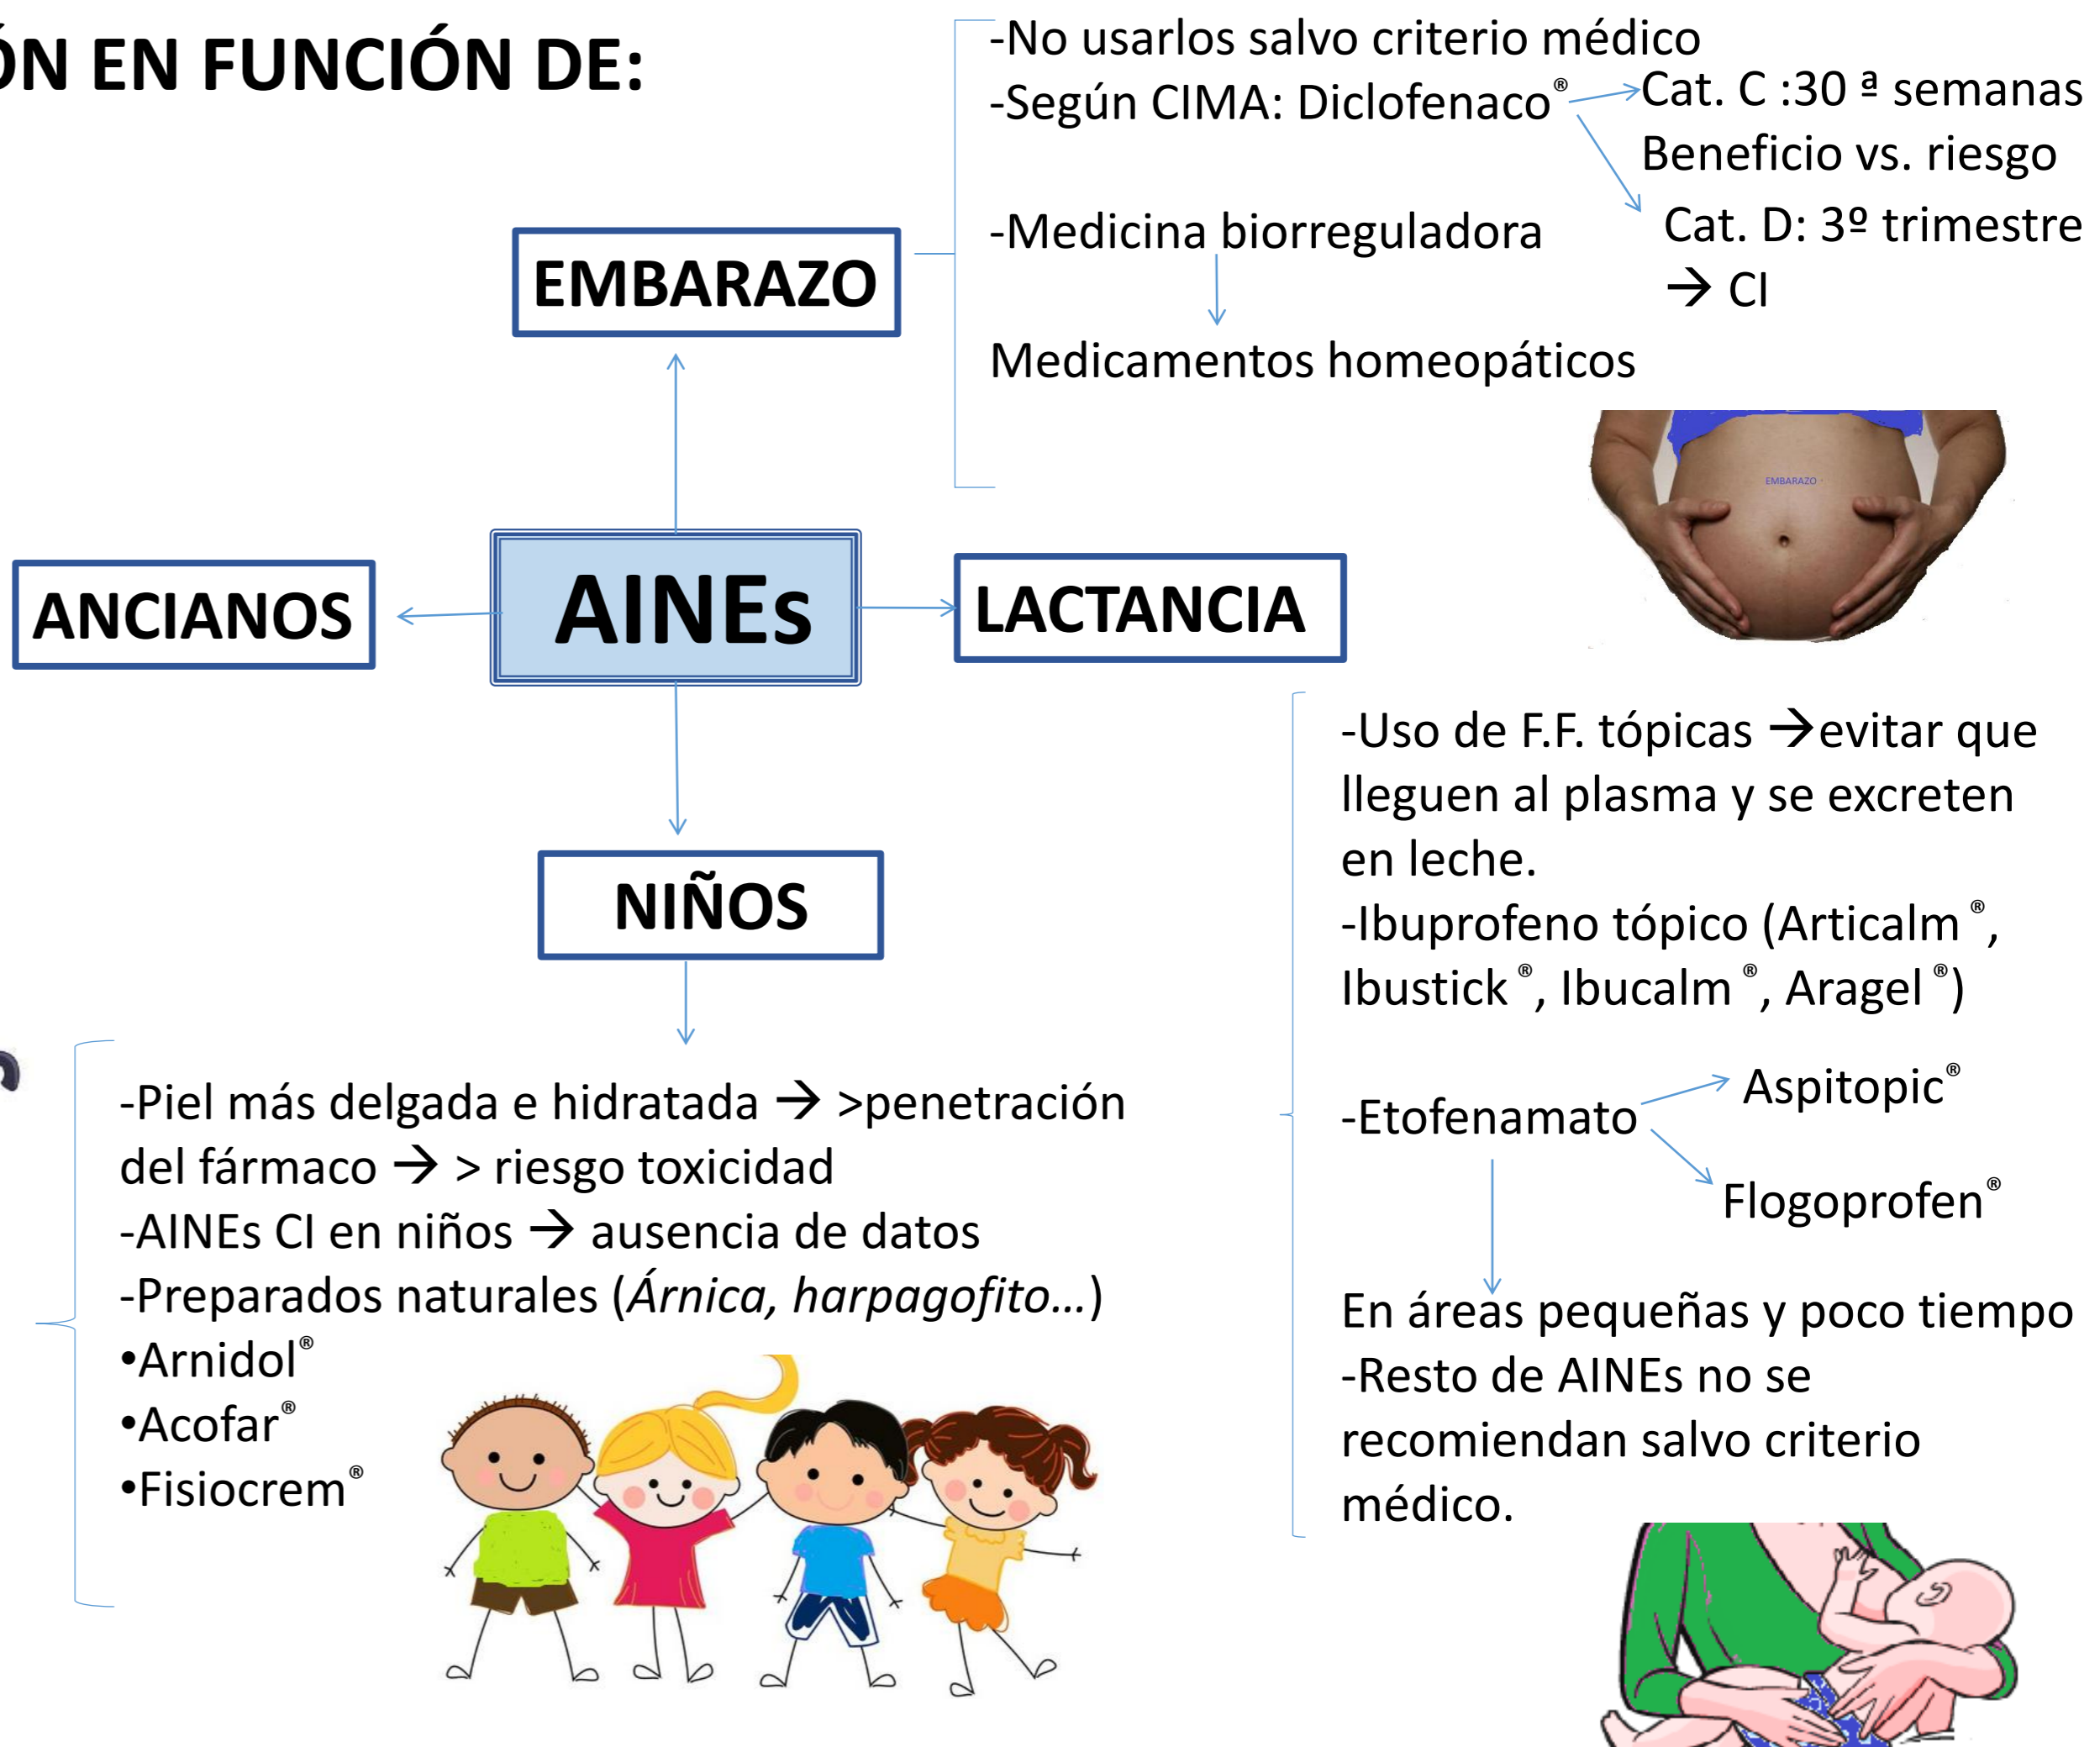 ÓN EN FUNCIÓN DE:
-No usarlos salvo criterio médico
-Según CIMA: Diclofenaco®
Cat. C :30 ª semanas
Beneficio vs. riesgo
Cat. D: 3º trimestre
→ CI
-Medicina biorreguladora
Medicamentos homeopáticos
EMBARAZO
EMBARAZO
ANCIANOS
AINEs
LACTANCIA
NIÑOS
-Uso de F.F. tópicas →evitar que
lleguen al plasma y se excreten
en leche.
-Ibuprofeno tópico (Articalm®,
Ibustick®, Ibucalm®, Aragel®)
-Etofenamato
Aspitopic®
Flogoprofen®
En áreas pequeñas y poco tiempo
-Resto de AINEs no se
recomiendan salvo criterio
médico.
-Piel más delgada e hidratada → >penetración
del fármaco → > riesgo toxicidad
-AINEs CI en niños → ausencia de datos
-Preparados naturales (Árnica, harpagofito…)
•Arnidol®
•Acofar®
•Fisiocrem®